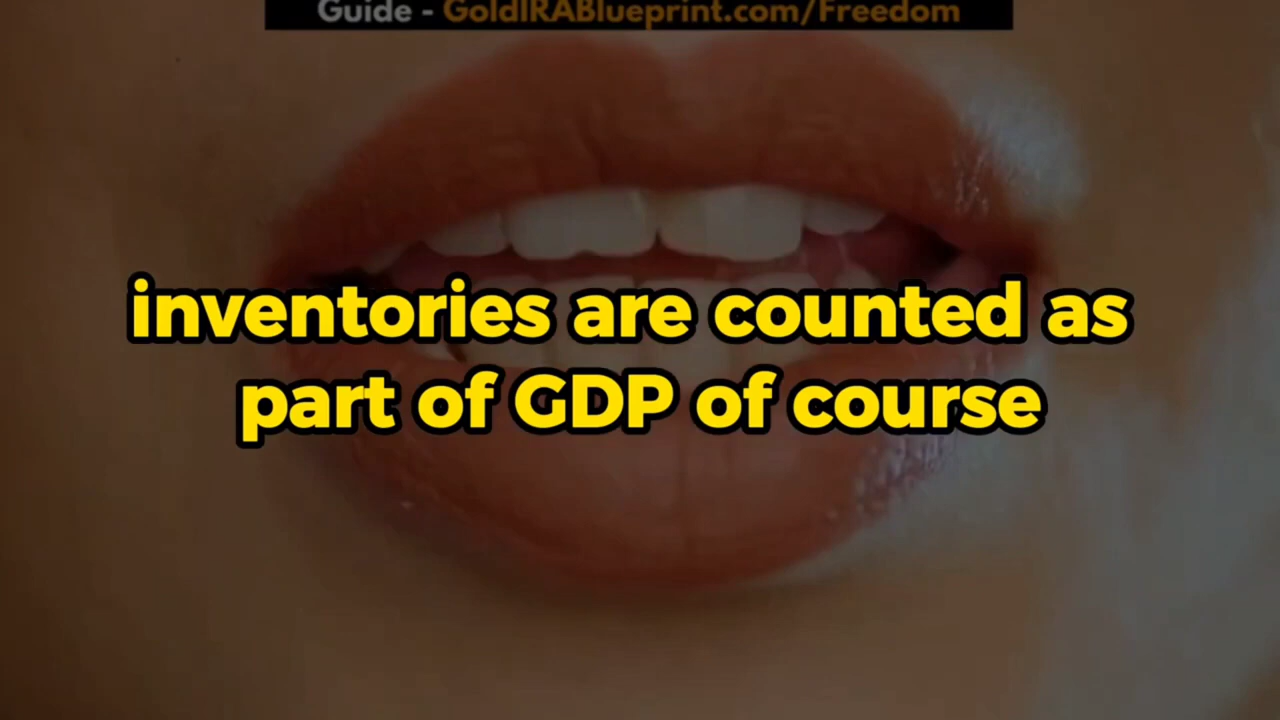 Guide - GoldIRABlueprint.com/Freedom
inventories are counted as
part of GDP of course